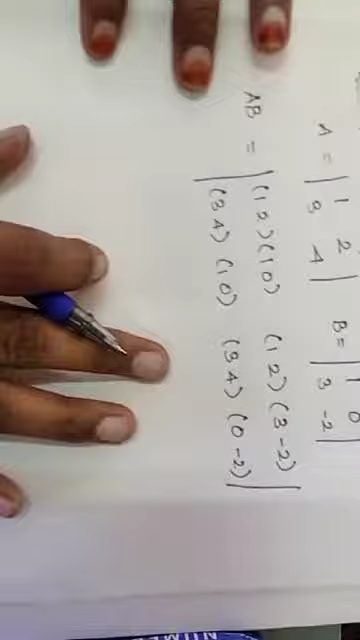 A = | 1 2 |
| 3 4 |
B = | 1 0 |
| 3 -2 |
AB = | (1 2) (1 0) (1 2) (3 -2) |
| (3 4) (1 0) (3 4) (0 -2) |